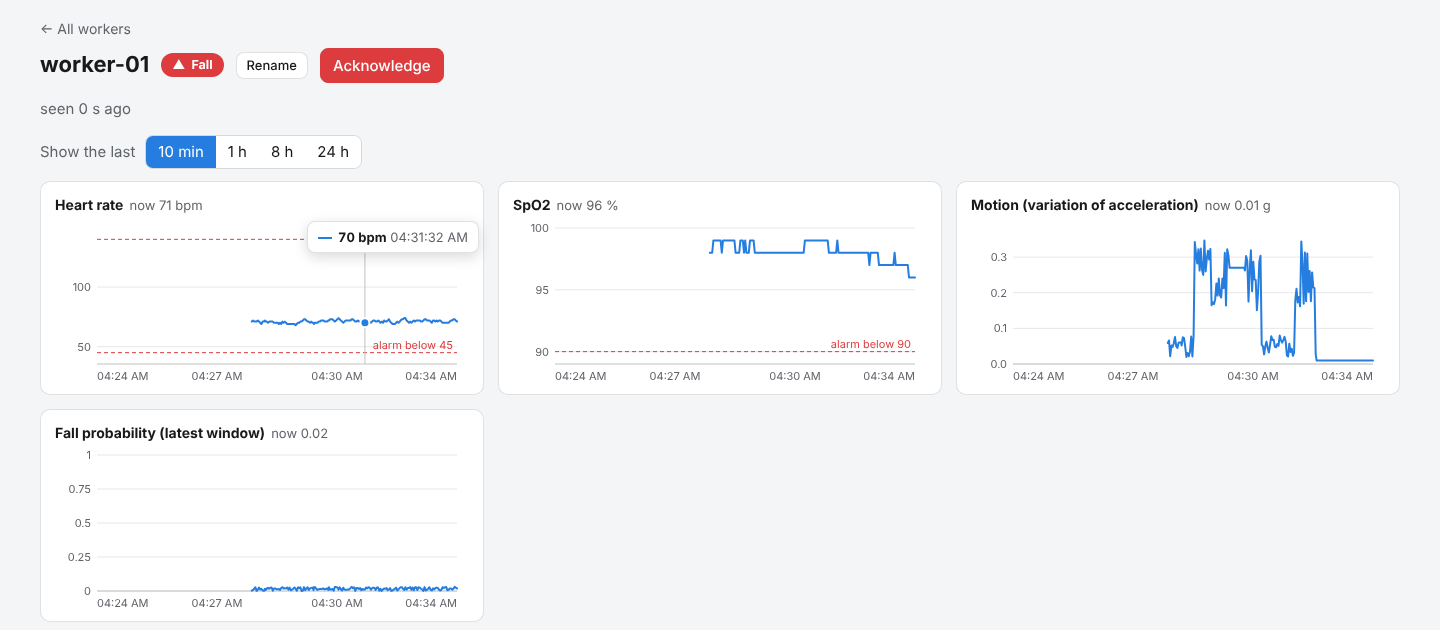 ← All workers
worker-01 ▲ Fall Rename Acknowledge
seen 0 s ago
Show the last 10 min 1 h 8 h 24 h
Heart rate now 71 bpm
70 bpm 04:31:32 AM
100
50
alarm below 45
04:24 AM 04:27 AM 04:30 AM 04:34 AM
SpO2 now 96 %
100
95
90
alarm below 90
04:24 AM 04:27 AM 04:30 AM 04:34 AM
Motion (variation of acceleration) now 0.01 g
0.3
0.2
0.1
0.0
04:24 AM 04:27 AM 04:30 AM 04:34 AM
Fall probability (latest window) now 0.02
1
0.75
0.5
0.25
0
04:24 AM 04:27 AM 04:30 AM 04:34 AM